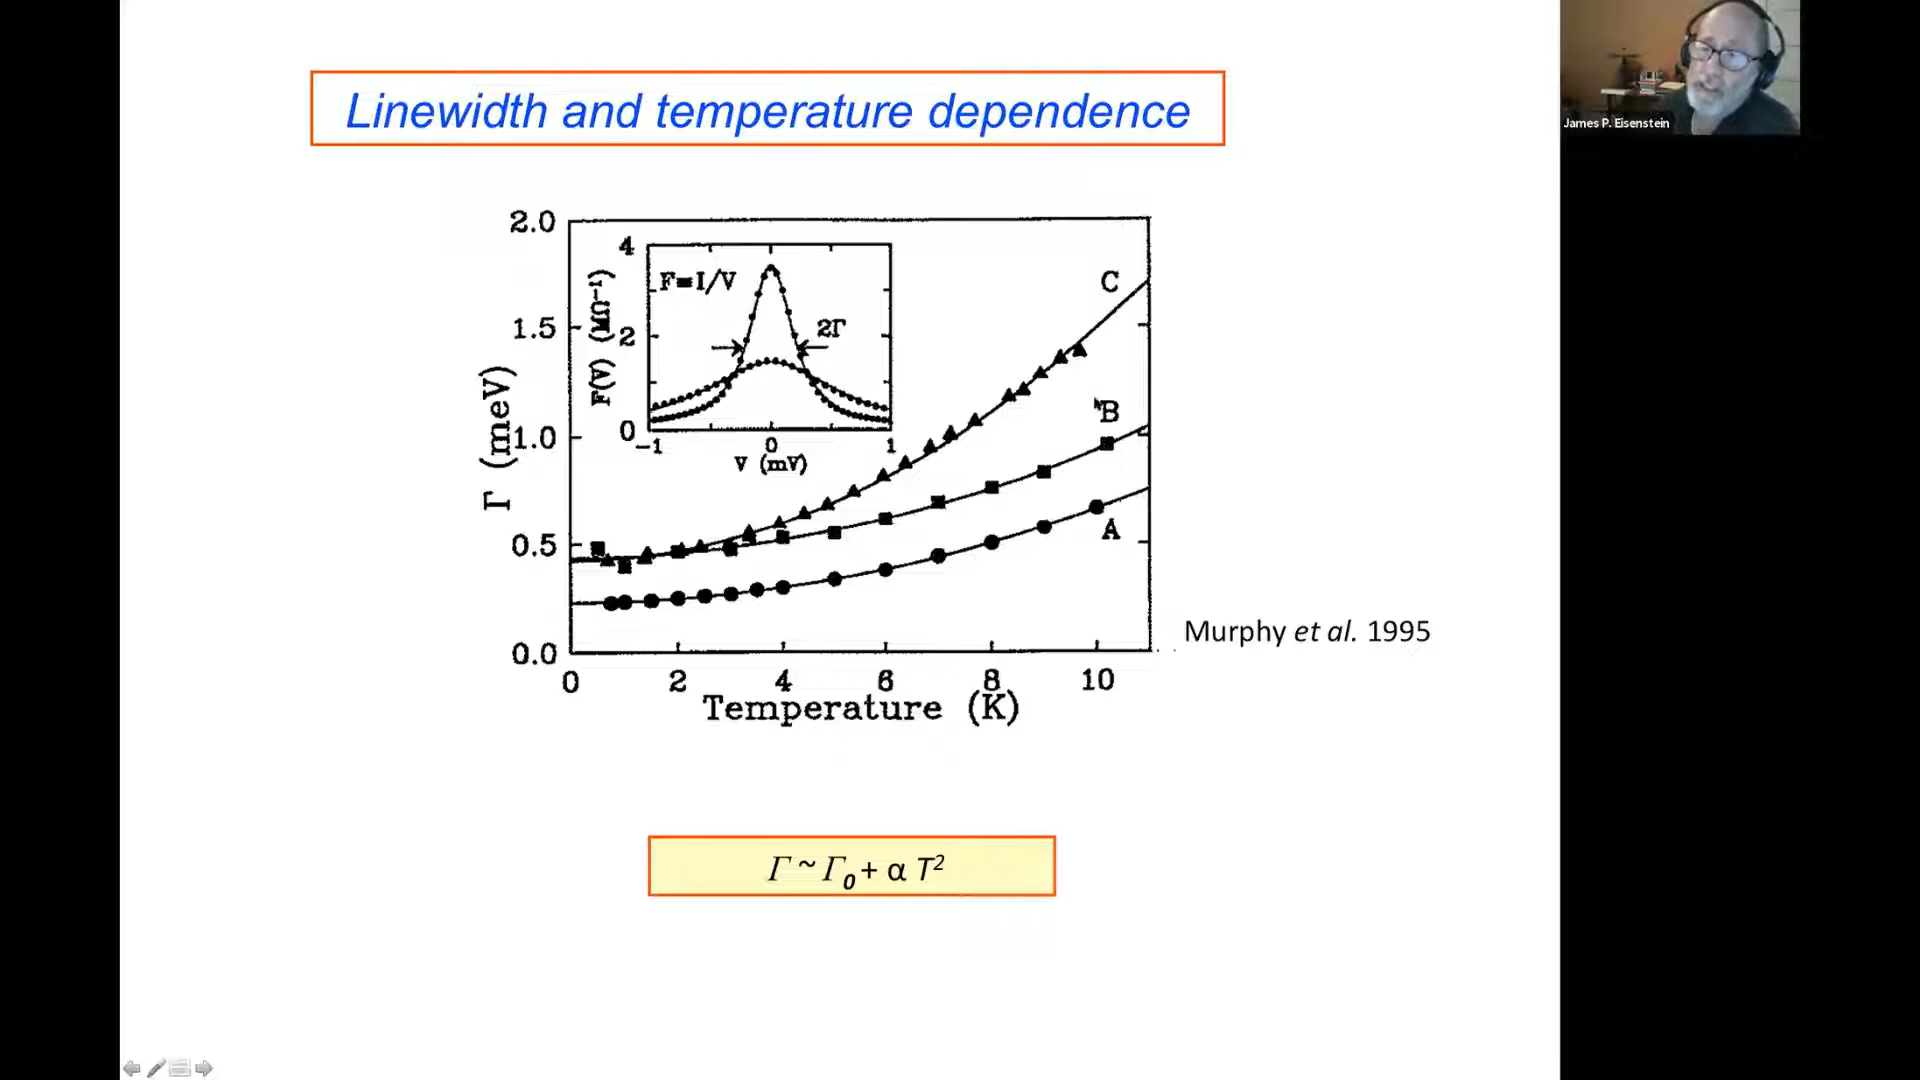 Linewidth and temperature dependence
James P. Eisenstein
2.0
1.5
1.0
0.5
0.0
Γ (meV)
0
2
4
6
8
10
Temperature (K)
4
2
0
F(V) (MΩ⁻¹)
F≡I/V
2Γ
-1
0
1
V (mV)
C
B
A
Murphy et al. 1995
Γ ~ Γ₀ + α T²